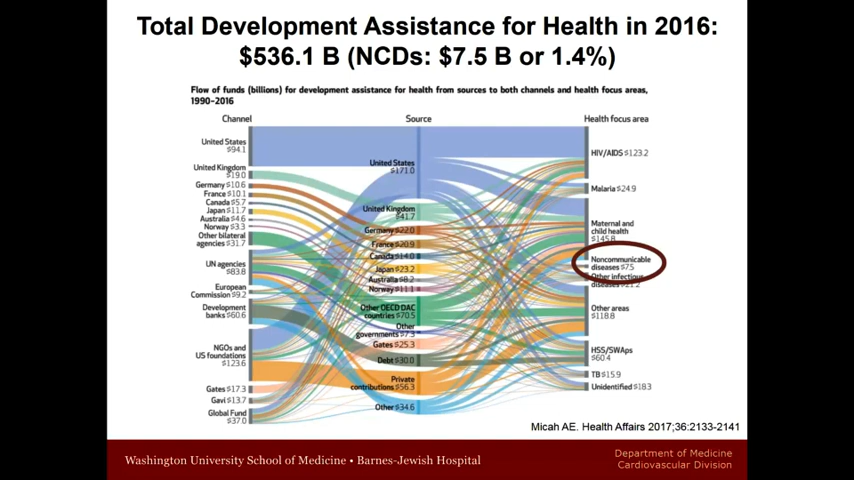 Total Development Assistance for Health in 2016:
$536.1 B (NCDs: $7.5 B or 1.4%)
Flow of funds (billions) for development assistance for health from sources to both channels and health focus areas,
1990–2016
Channel
Source
Health focus area
United States
$94.1
United Kingdom
$19.0
Germany $10.6
France $10.1
Canada $5.7
Japan $11.7
Australia $4.6
Norway $3.3
Other bilateral
agencies $31.7
UN agencies
$83.8
European
Commission $9.2
Development
banks $60.6
NGOs and
US foundations
$123.6
Gates $17.3
Gavi $13.7
Global Fund
$37.0
United States
$171.0
United Kingdom
$41.7
Germany $22.0
France $20.9
Canada $14.0
Japan $23.2
Australia $8.2
Norway $11.1
Other OECD DAC
countries $70.5
Other
governments $7.3
Gates $25.3
Debt $30.0
Private
contributions $56.3
Other $34.6
HIV/AIDS $123.2
Malaria $24.9
Maternal and
child health
$145.8
Noncommunicable
diseases $7.5
Other infectious
diseases $21.2
Other areas
$118.8
HSS/SWAps
$60.4
TB $15.9
Unidentified $18.3
Micah AE. Health Affairs 2017;36:2133-2141
Washington University School of Medicine • Barnes-Jewish Hospital
Department of Medicine
Cardiovascular Division